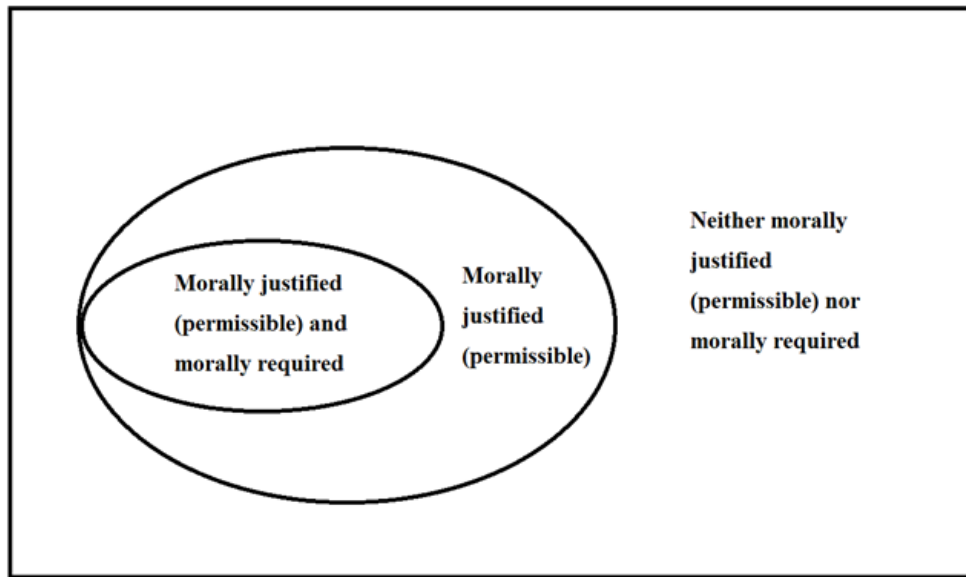 Morally justified
(permissible) and
morally required
Morally
justified
(permissible)
Neither morally
justified
(permissible) nor
morally required